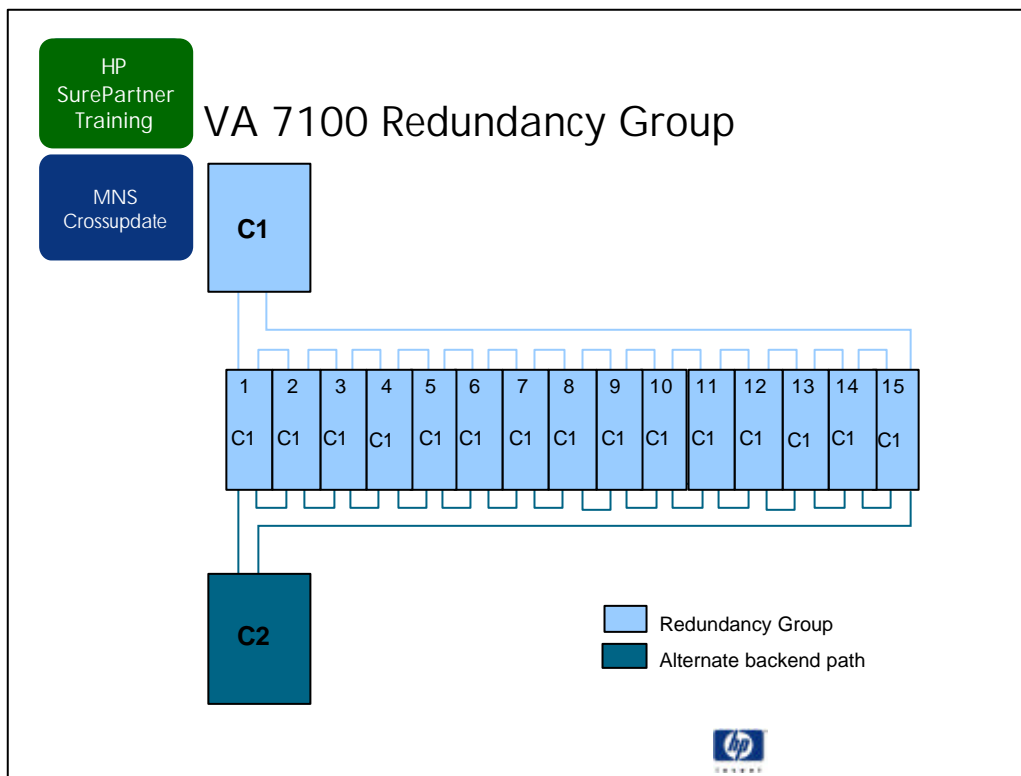 HP
SurePartner
Training
VA 7100 Redundancy Group
MNS
Crossupdate
C1
1 2 3 4 5 6 7 8 9 10 11 12 13 14 15
C1 C1 C1 C1 C1 C1 C1 C1 C1 C1 C1 C1 C1 C1 C1
C2
Redundancy Group
Alternate backend path
hp